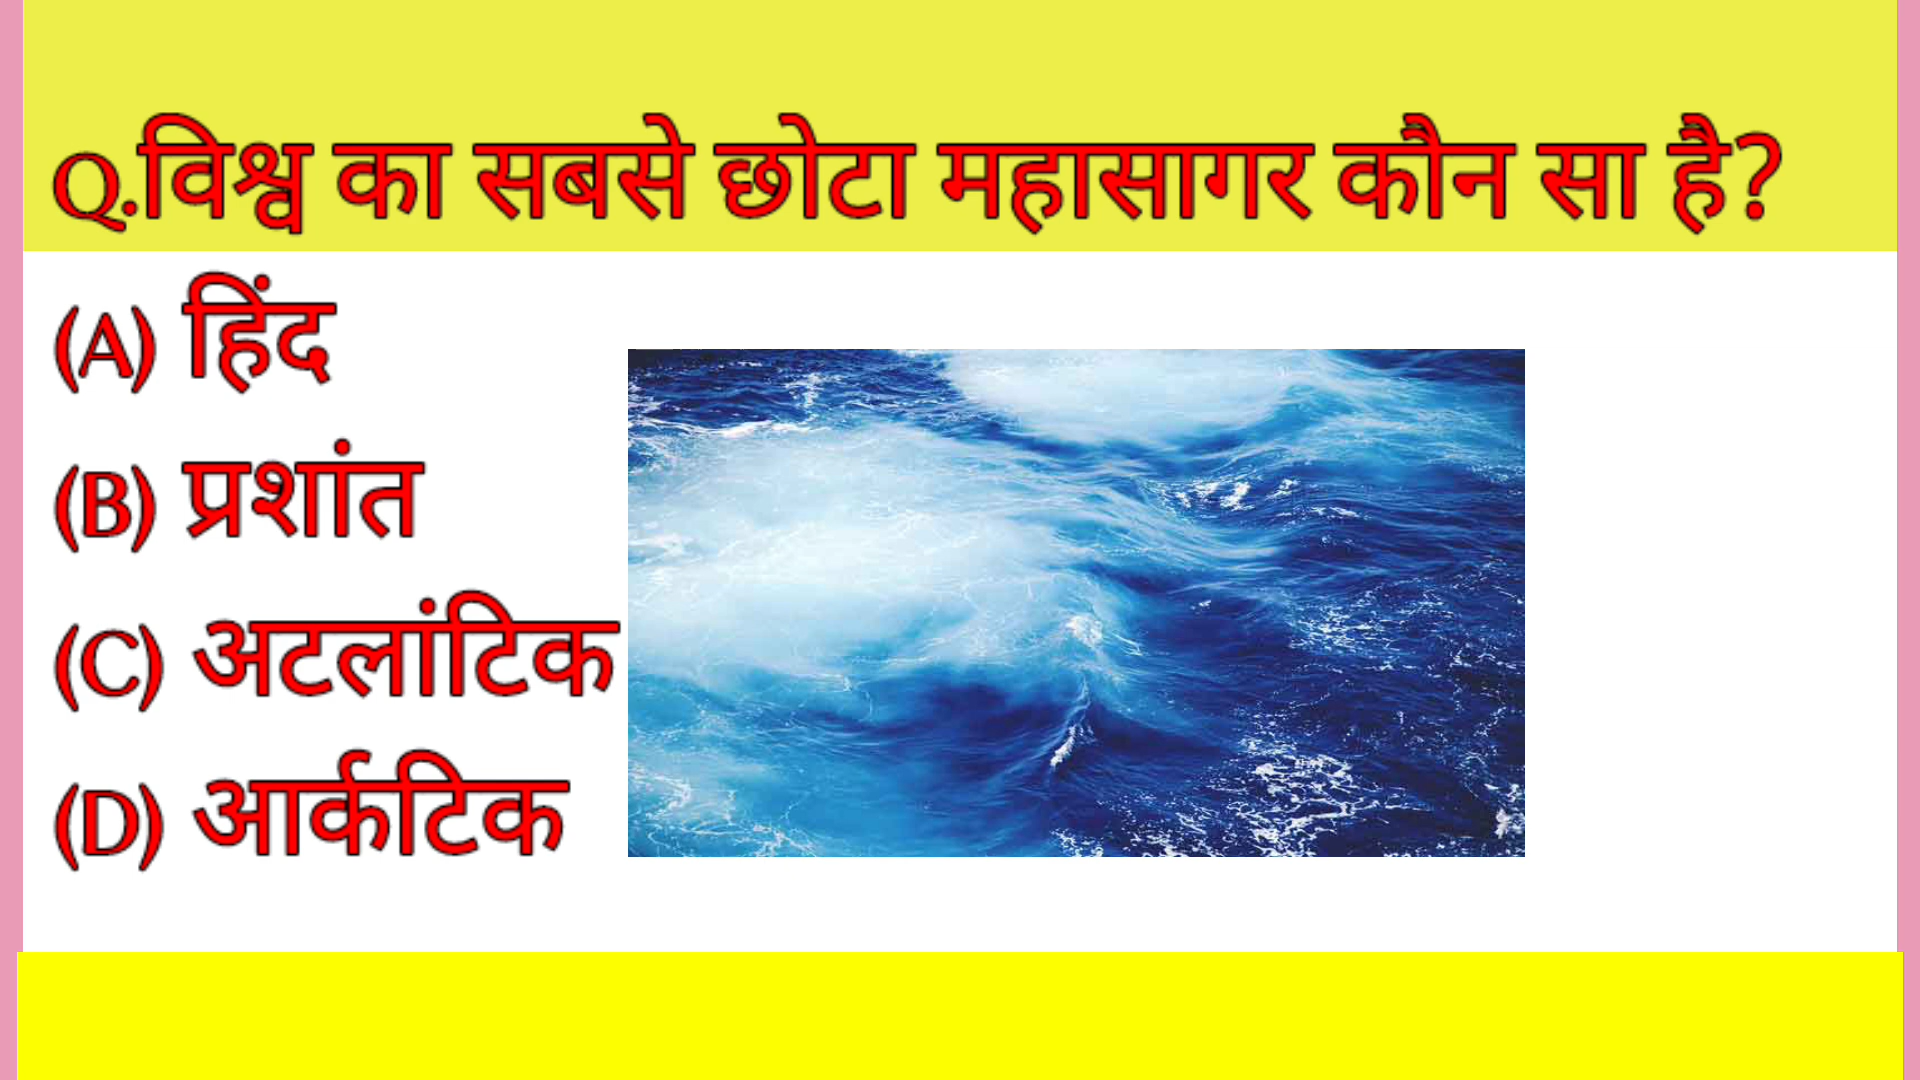 Q.विश्व का सबसे छोटा महासागर कौन सा है?
(A) हिंद
(B) प्रशांत
(C) अटलांटिक
(D) आर्कटिक